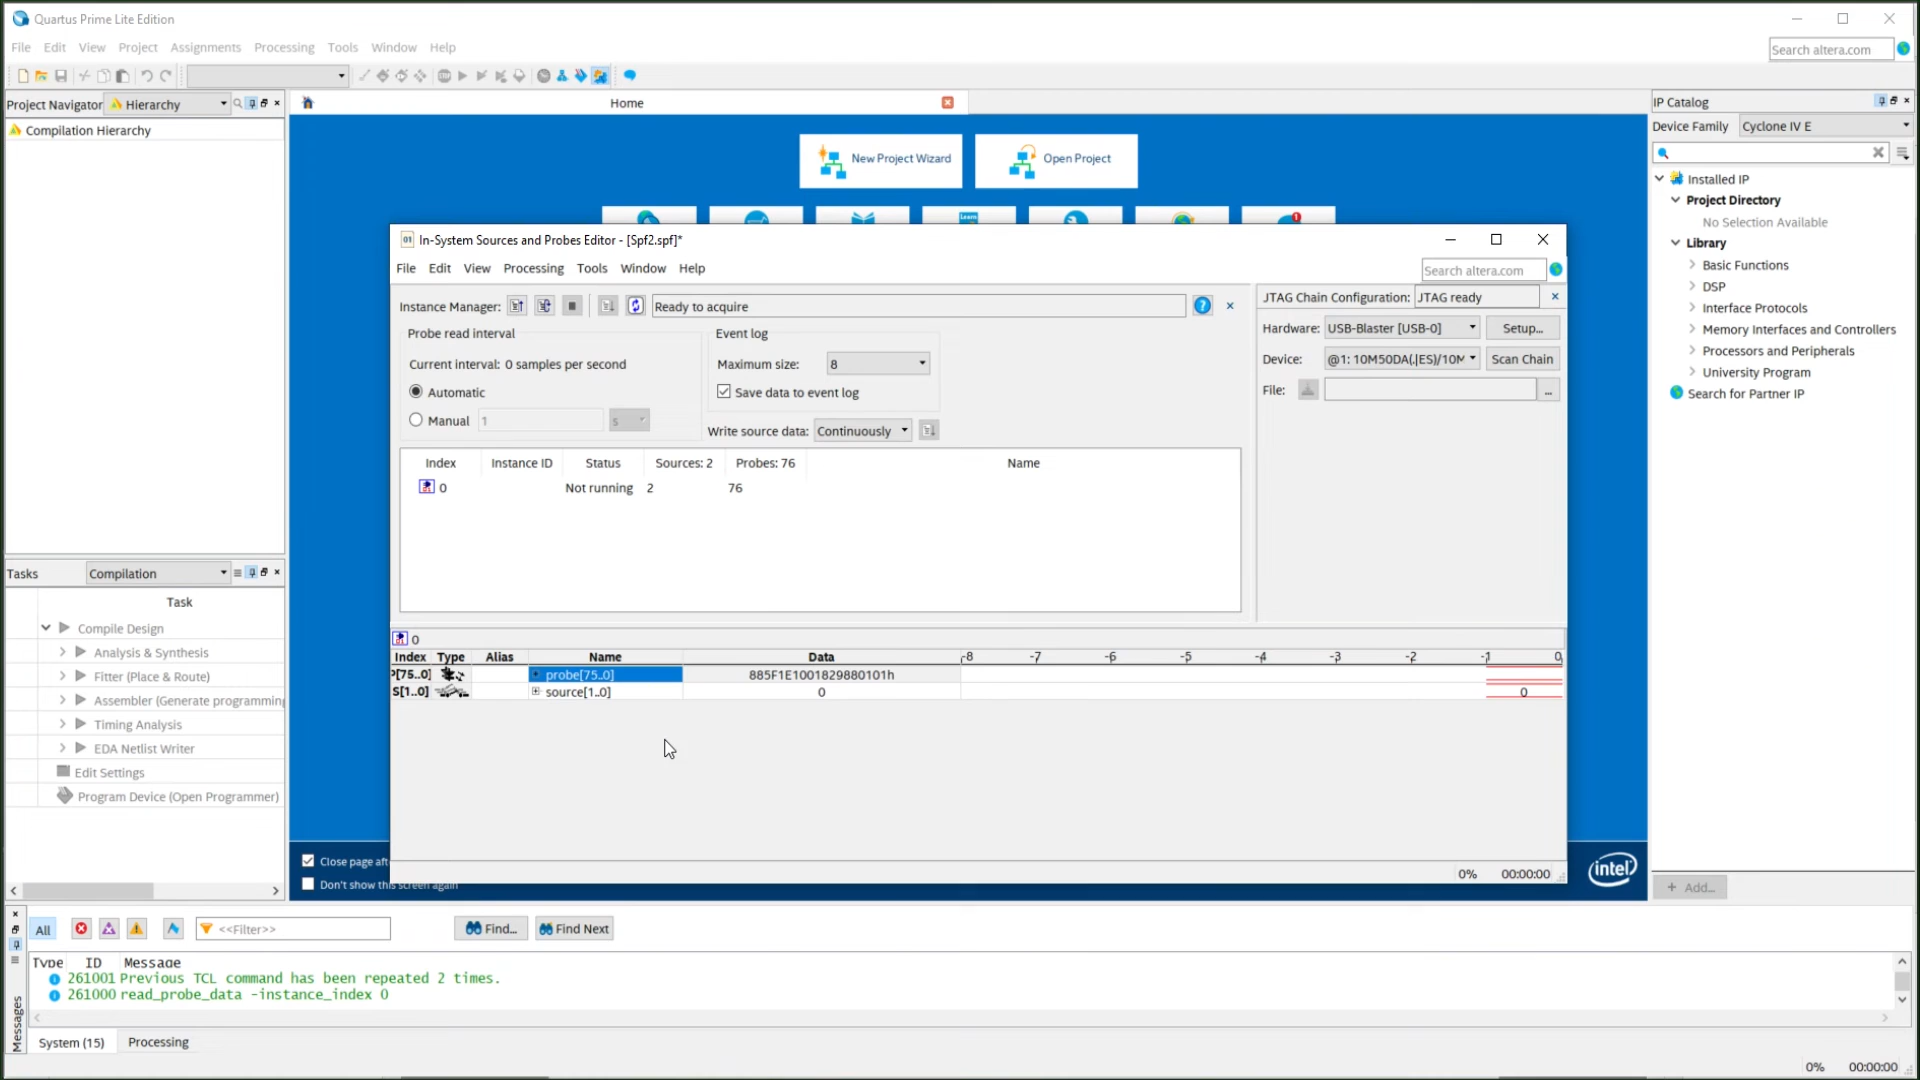 Quartus Prime Lite Edition
File Edit View Project Assignments Processing Tools Window Help
Search altera.com
Project Navigator Hierarchy
Compilation Hierarchy
Home
New Project Wizard
Open Project
Learn
1
IP Catalog
Device Family Cyclone IV E
Installed IP
Project Directory
No Selection Available
Library
Basic Functions
DSP
Interface Protocols
Memory Interfaces and Controllers
Processors and Peripherals
University Program
Search for Partner IP
+ Add...
In-System Sources and Probes Editor - [Spf2.spf]*
File Edit View Processing Tools Window Help
Search altera.com
Instance Manager: Ready to acquire
Probe read interval
Current interval: 0 samples per second
Automatic
Manual 1 s
Event log
Maximum size: 8
Save data to event log
Write source data: Continuously
JTAG Chain Configuration: JTAG ready
Hardware: USB-Blaster [USB-0] Setup...
Device: @1: 10M50DA(.|ES)/10M Scan Chain
File: ...
Index Instance ID Status Sources: 2 Probes: 76 Name
0 Not running 2 76
0
Index Type Alias Name Data -8 -7 -6 -5 -4 -3 -2 -1 0
P[75..0] probe[75..0] 885F1E1001829880101h
S[1..0] source[1..0] 0 0
0% 00:00:00
Tasks Compilation
Task
Compile Design
Analysis & Synthesis
Fitter (Place & Route)
Assembler (Generate programming
Timing Analysis
EDA Netlist Writer
Edit Settings
Program Device (Open Programmer)
Close page aft
Don't show this screen again
intel
All <<Filter>> Find... Find Next
Type ID Message
261001 Previous TCL command has been repeated 2 times.
261000 read_probe_data -instance_index 0
Messages
System (15) Processing
0% 00:00:00